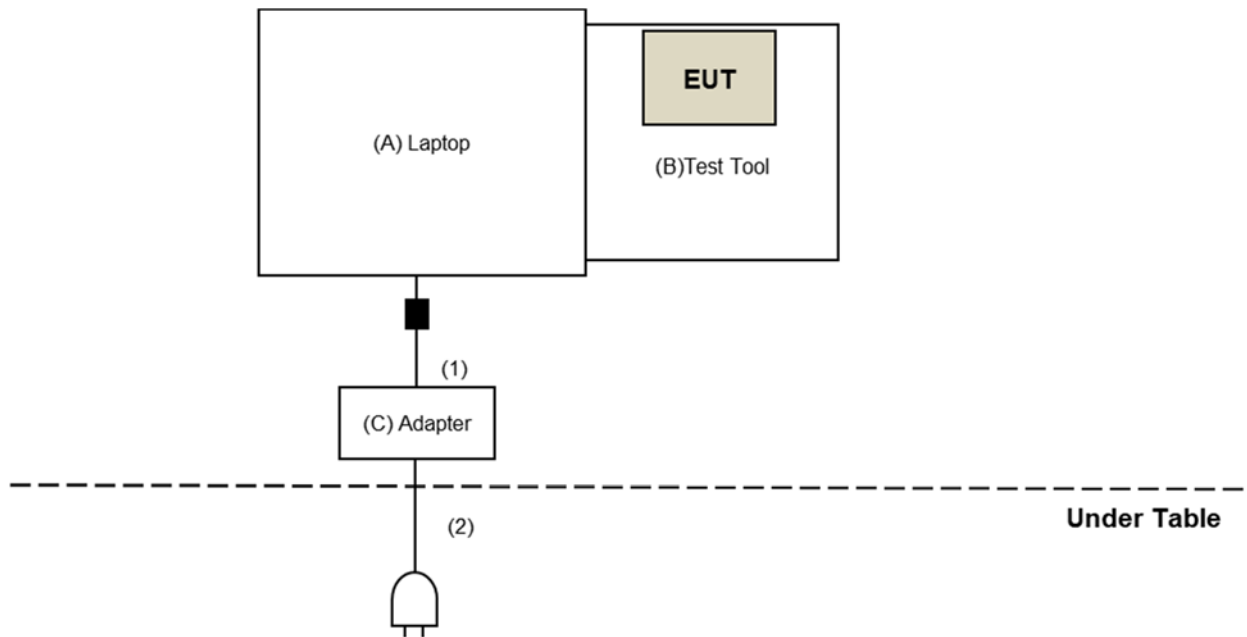 EUT
(A) Laptop
(B)Test Tool
(1)
(C) Adapter
(2)
Under Table